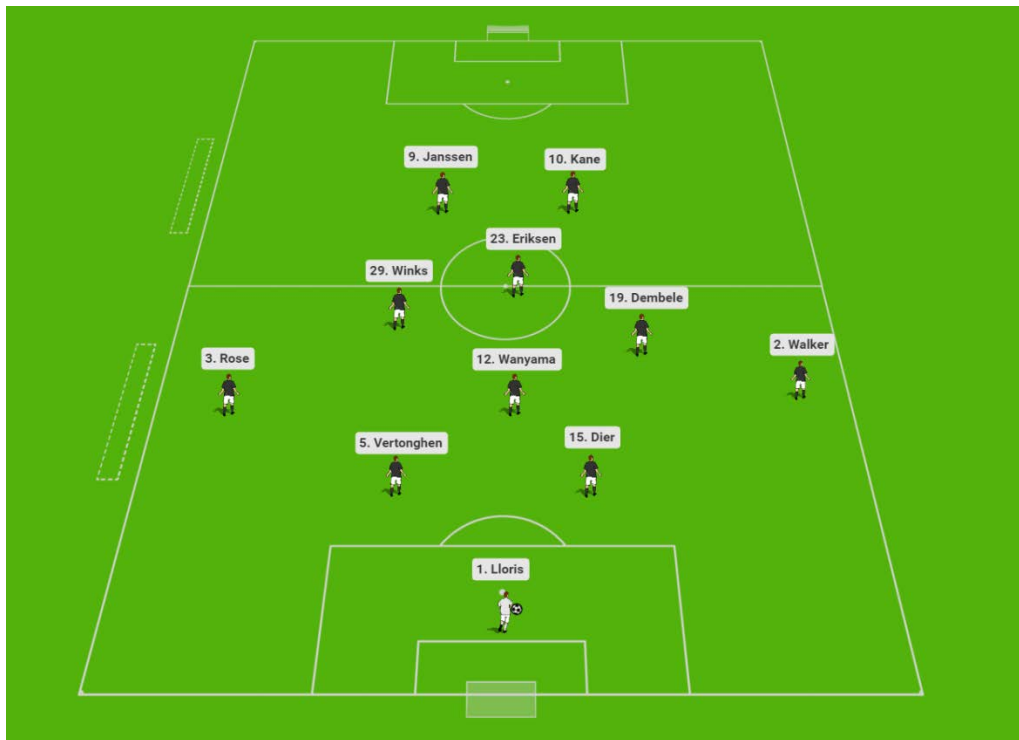 9. Janssen
10. Kane
23. Eriksen
29. Winks
19. Dembele
2. Walker
3. Rose
12. Wanyama
5. Vertonghen
15. Dier
1. Lloris